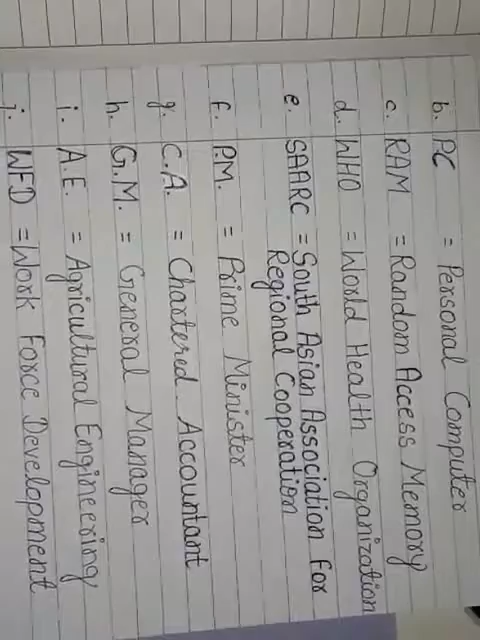 b. PC = Personal Computer
c. RAM = Random Access Memory
d. WHO = World Health Organization
e. SAARC = South Asian Association for
Regional Cooperation
f. P.M. = Prime Minister
g. C.A. = Chartered Accountant
h. G.M. = General Manager
i. A.E. = Agricultural Engineering
j. WFD = Work Force Development